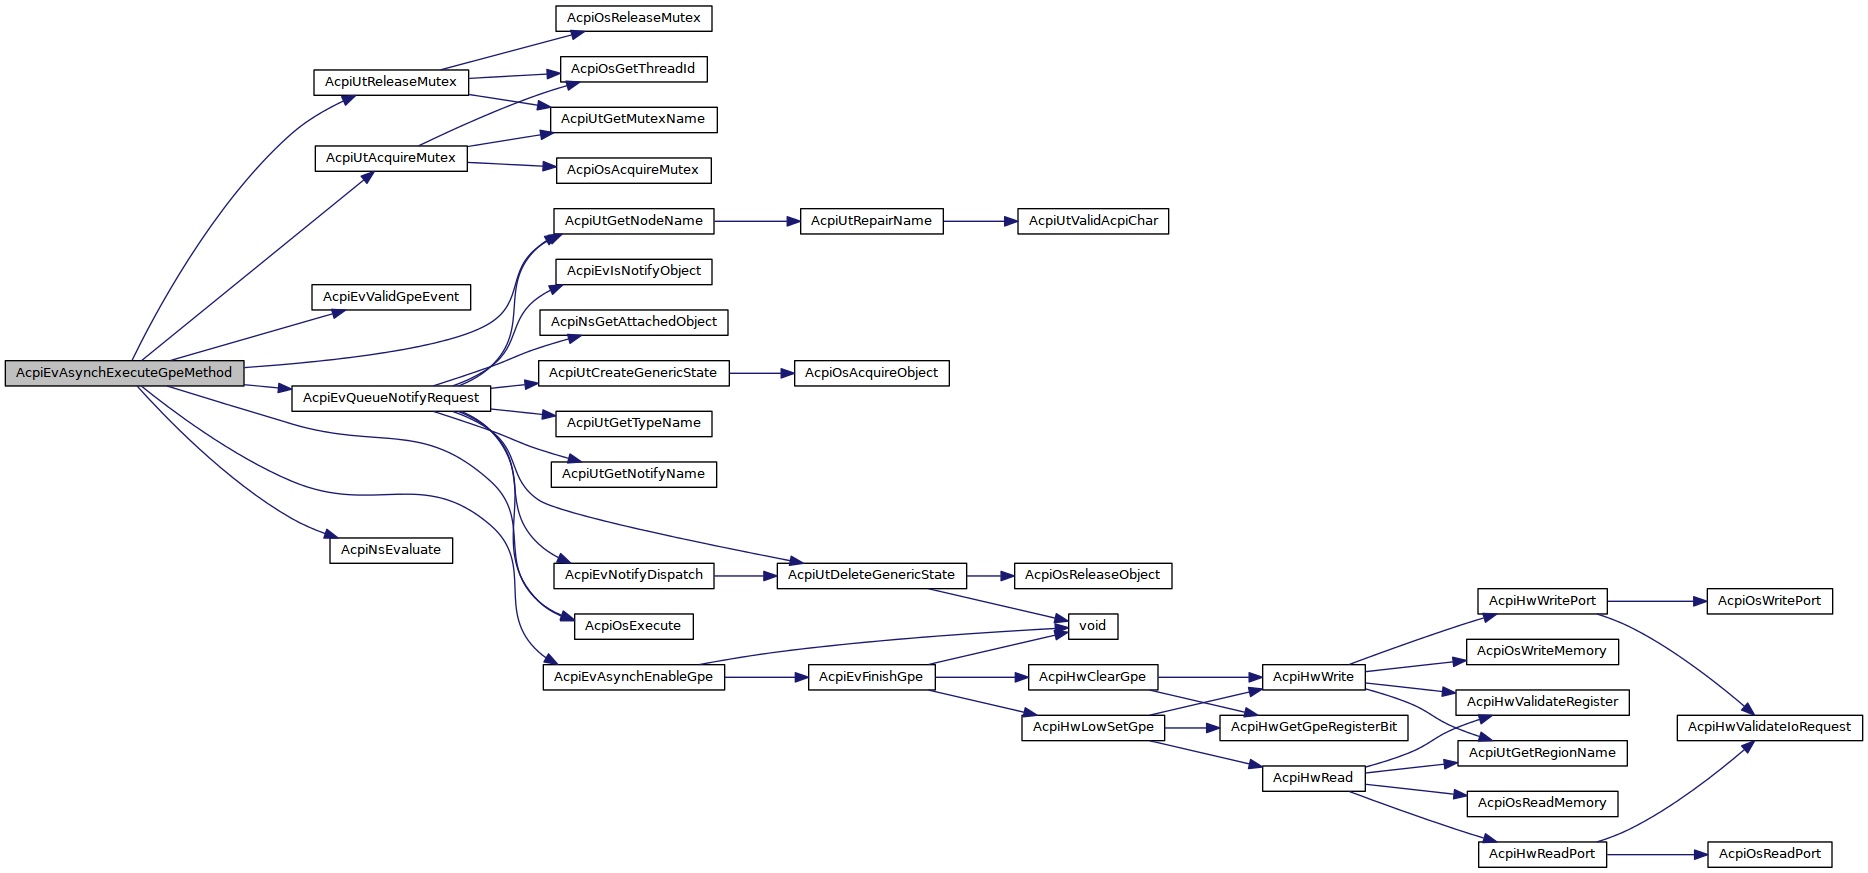 AcpiOsReleaseMutex
AcpiOsGetThreadId
AcpiUtReleaseMutex
AcpiUtGetMutexName
AcpiUtAcquireMutex
AcpiOsAcquireMutex
AcpiUtGetNodeName
AcpiUtRepairName
AcpiUtValidAcpiChar
AcpiEvIsNotifyObject
AcpiEvValidGpeEvent
AcpiNsGetAttachedObject
AcpiEvAsynchExecuteGpeMethod
AcpiUtCreateGenericState
AcpiOsAcquireObject
AcpiEvQueueNotifyRequest
AcpiUtGetTypeName
AcpiUtGetNotifyName
AcpiNsEvaluate
AcpiEvNotifyDispatch
AcpiUtDeleteGenericState
AcpiOsReleaseObject
AcpiHwWritePort
AcpiOsWritePort
AcpiOsExecute
void
AcpiOsWriteMemory
AcpiEvAsynchEnableGpe
AcpiEvFinishGpe
AcpiHwClearGpe
AcpiHwWrite
AcpiHwValidateRegister
AcpiHwLowSetGpe
AcpiHwGetGpeRegisterBit
AcpiHwValidateIoRequest
AcpiUtGetRegionName
AcpiHwRead
AcpiOsReadMemory
AcpiHwReadPort
AcpiOsReadPort